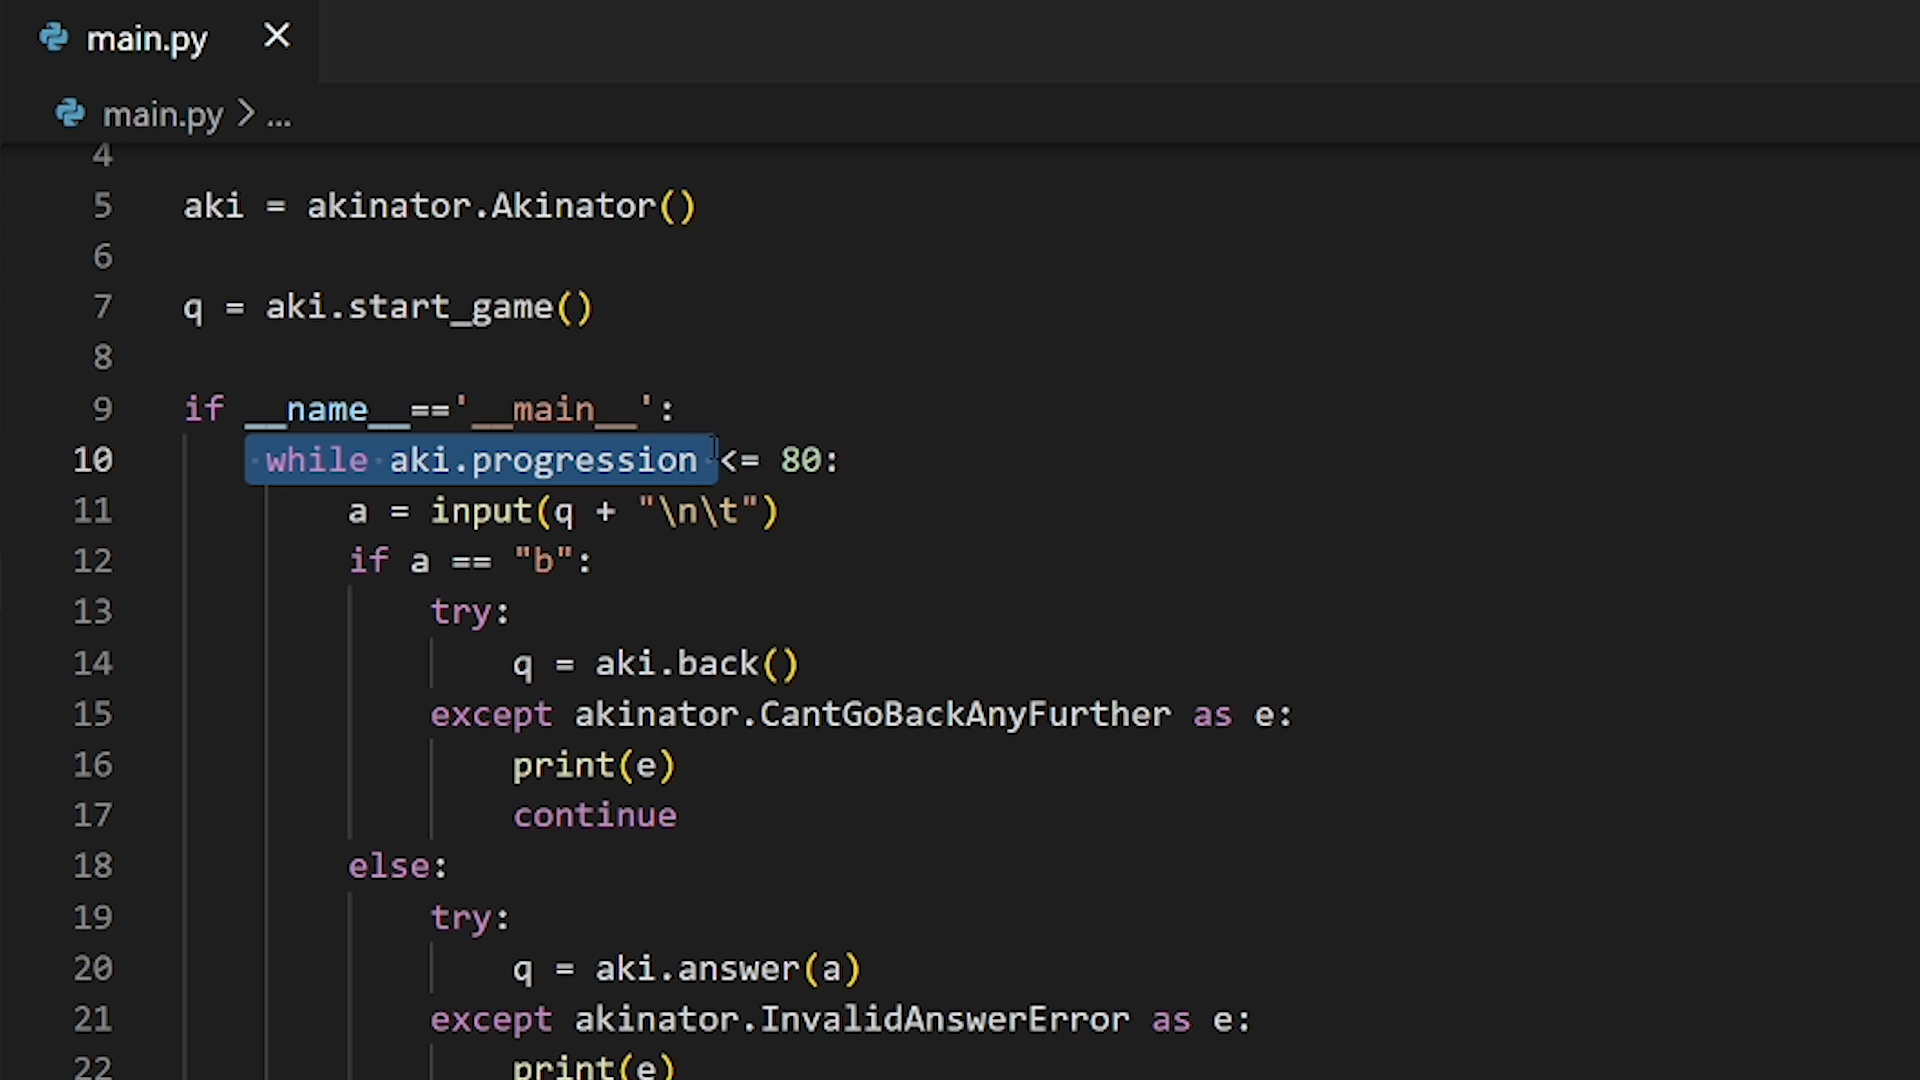 main.py
main.py > ...
4
5 aki = akinator.Akinator()
6
7 q = aki.start_game()
8
9 if __name__=='__main__':
10 while aki.progression <= 80:
11 a = input(q + "\n\t")
12 if a == "b":
13 try:
14 q = aki.back()
15 except akinator.CantGoBackAnyFurther as e:
16 print(e)
17 continue
18 else:
19 try:
20 q = aki.answer(a)
21 except akinator.InvalidAnswerError as e:
22 print(e)